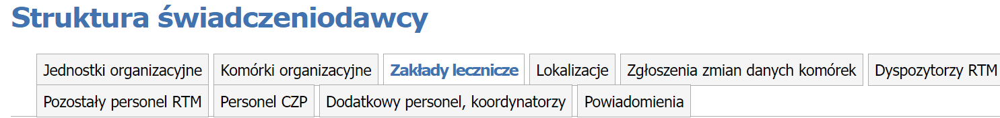 Struktura świadczeniodawcy
Jednostki organizacyjne Komórki organizacyjne Zakłady lecznicze Lokalizacje Zgłoszenia zmian danych komórek Dyspozytorzy RTM
Pozostały personel RTM Personel CZP Dodatkowy personel, koordynatorzy Powiadomienia